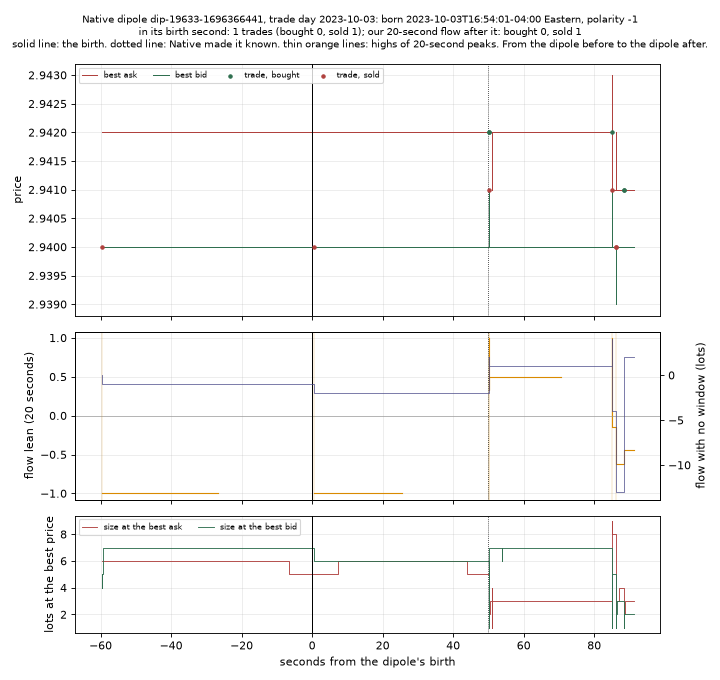 Native dipole dip-19633-1696366441, trade day 2023-10-03: born 2023-10-03T16:54:01-04:00 Eastern, polarity -1
in its birth second: 1 trades (bought 0, sold 1); our 20-second flow after it: bought 0, sold 1
solid line: the birth. dotted line: Native made it known. thin orange lines: highs of 20-second peaks. From the dipole before to the dipole after.
best ask
best bid
trade, bought
trade, sold
2.9430
2.9425
2.9420
2.9415
2.9410
2.9405
2.9400
2.9395
2.9390
price
1.0
0.5
0.0
−0.5
−1.0
flow lean (20 seconds)
0
−5
−10
flow with no window (lots)
size at the best ask
size at the best bid
8
6
4
2
lots at the best price
−60
−40
−20
0
20
40
60
80
seconds from the dipole's birth